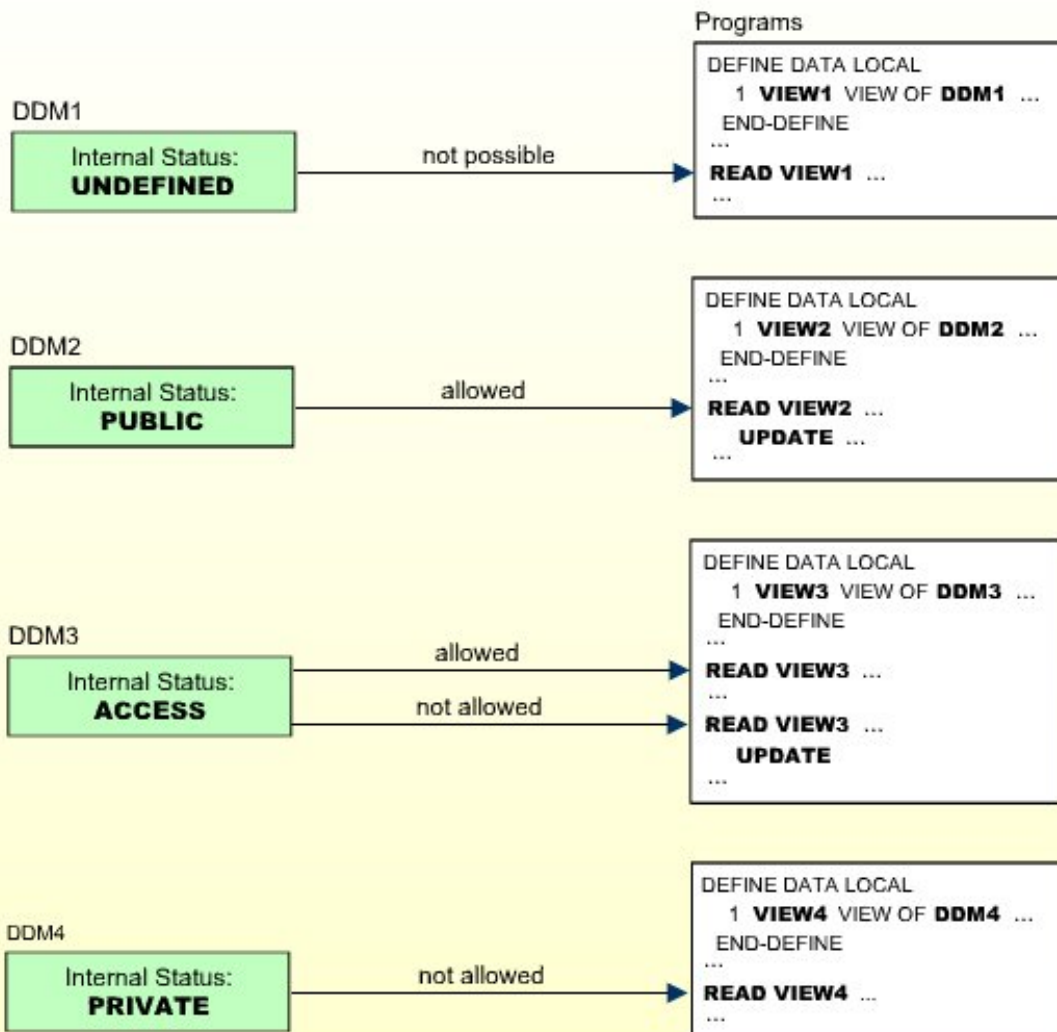 Programs
DDM1
Internal Status:
UNDEFINED
not possible
DEFINE DATA LOCAL
1 VIEW1 VIEW OF DDM1 ...
END-DEFINE
...
READ VIEW1 ...
...
DDM2
Internal Status:
PUBLIC
allowed
DEFINE DATA LOCAL
1 VIEW2 VIEW OF DDM2 ...
END-DEFINE
...
READ VIEW2 ...
UPDATE ...
...
DDM3
Internal Status:
ACCESS
allowed
not allowed
DEFINE DATA LOCAL
1 VIEW3 VIEW OF DDM3 ...
END-DEFINE
...
READ VIEW3 ...
...
READ VIEW3 ...
UPDATE
...
DDM4
Internal Status:
PRIVATE
not allowed
DEFINE DATA LOCAL
1 VIEW4 VIEW OF DDM4 ...
END-DEFINE
...
READ VIEW4 ...
...